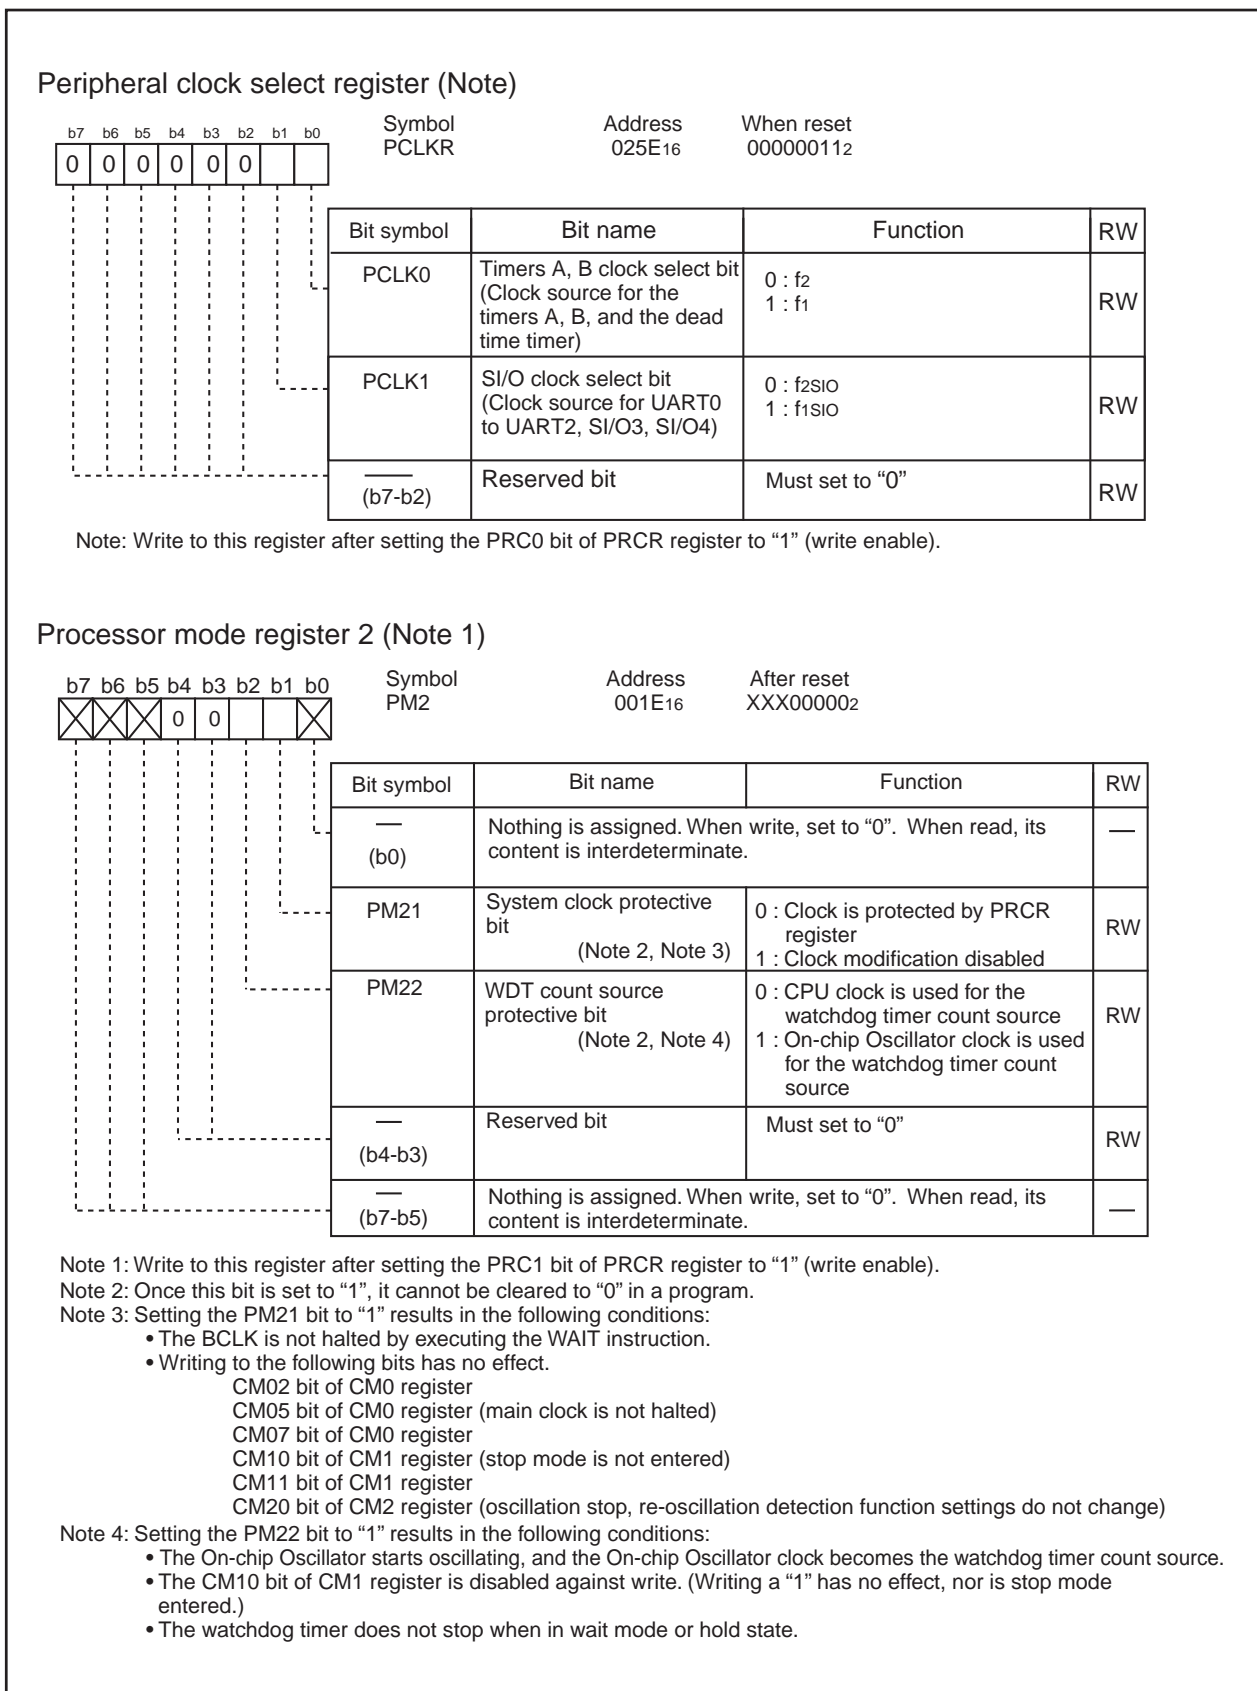 Peripheral clock select register (Note)
b7 b6 b5 b4 b3 b2 b1 b0
0 0 0 0 0 0
Symbol Address When reset
PCLKR 025E16 000000112
Bit symbol Bit name Function RW
PCLK0 Timers A, B clock select bit
(Clock source for the
timers A, B, and the dead
time timer)
0 : f2
1 : f1
RW
PCLK1 SI/O clock select bit
(Clock source for UART0
to UART2, SI/O3, SI/O4)
0 : f2SIO
1 : f1SIO
RW
(b7-b2) Reserved bit Must set to “0” RW
Note: Write to this register after setting the PRC0 bit of PRCR register to “1” (write enable).
Processor mode register 2 (Note 1)
b7 b6 b5 b4 b3 b2 b1 b0
0 0
Symbol Address After reset
PM2 001E16 XXX000002
Bit symbol Bit name Function RW
—
(b0)
Nothing is assigned. When write, set to “0”. When read, its
content is interdeterminate.
—
PM21 System clock protective
bit
(Note 2, Note 3)
0 : Clock is protected by PRCR
register
1 : Clock modification disabled
RW
PM22 WDT count source
protective bit
(Note 2, Note 4)
0 : CPU clock is used for the
watchdog timer count source
1 : On-chip Oscillator clock is used
for the watchdog timer count
source
RW
—
(b4-b3)
Reserved bit Must set to “0” RW
—
(b7-b5)
Nothing is assigned. When write, set to “0”. When read, its
content is interdeterminate.
—
Note 1: Write to this register after setting the PRC1 bit of PRCR register to “1” (write enable).
Note 2: Once this bit is set to “1”, it cannot be cleared to “0” in a program.
Note 3: Setting the PM21 bit to “1” results in the following conditions:
• The BCLK is not halted by executing the WAIT instruction.
• Writing to the following bits has no effect.
CM02 bit of CM0 register
CM05 bit of CM0 register (main clock is not halted)
CM07 bit of CM0 register
CM10 bit of CM1 register (stop mode is not entered)
CM11 bit of CM1 register
CM20 bit of CM2 register (oscillation stop, re-oscillation detection function settings do not change)
Note 4: Setting the PM22 bit to “1” results in the following conditions:
• The On-chip Oscillator starts oscillating, and the On-chip Oscillator clock becomes the watchdog timer count source.
• The CM10 bit of CM1 register is disabled against write. (Writing a “1” has no effect, nor is stop mode
entered.)
• The watchdog timer does not stop when in wait mode or hold state.